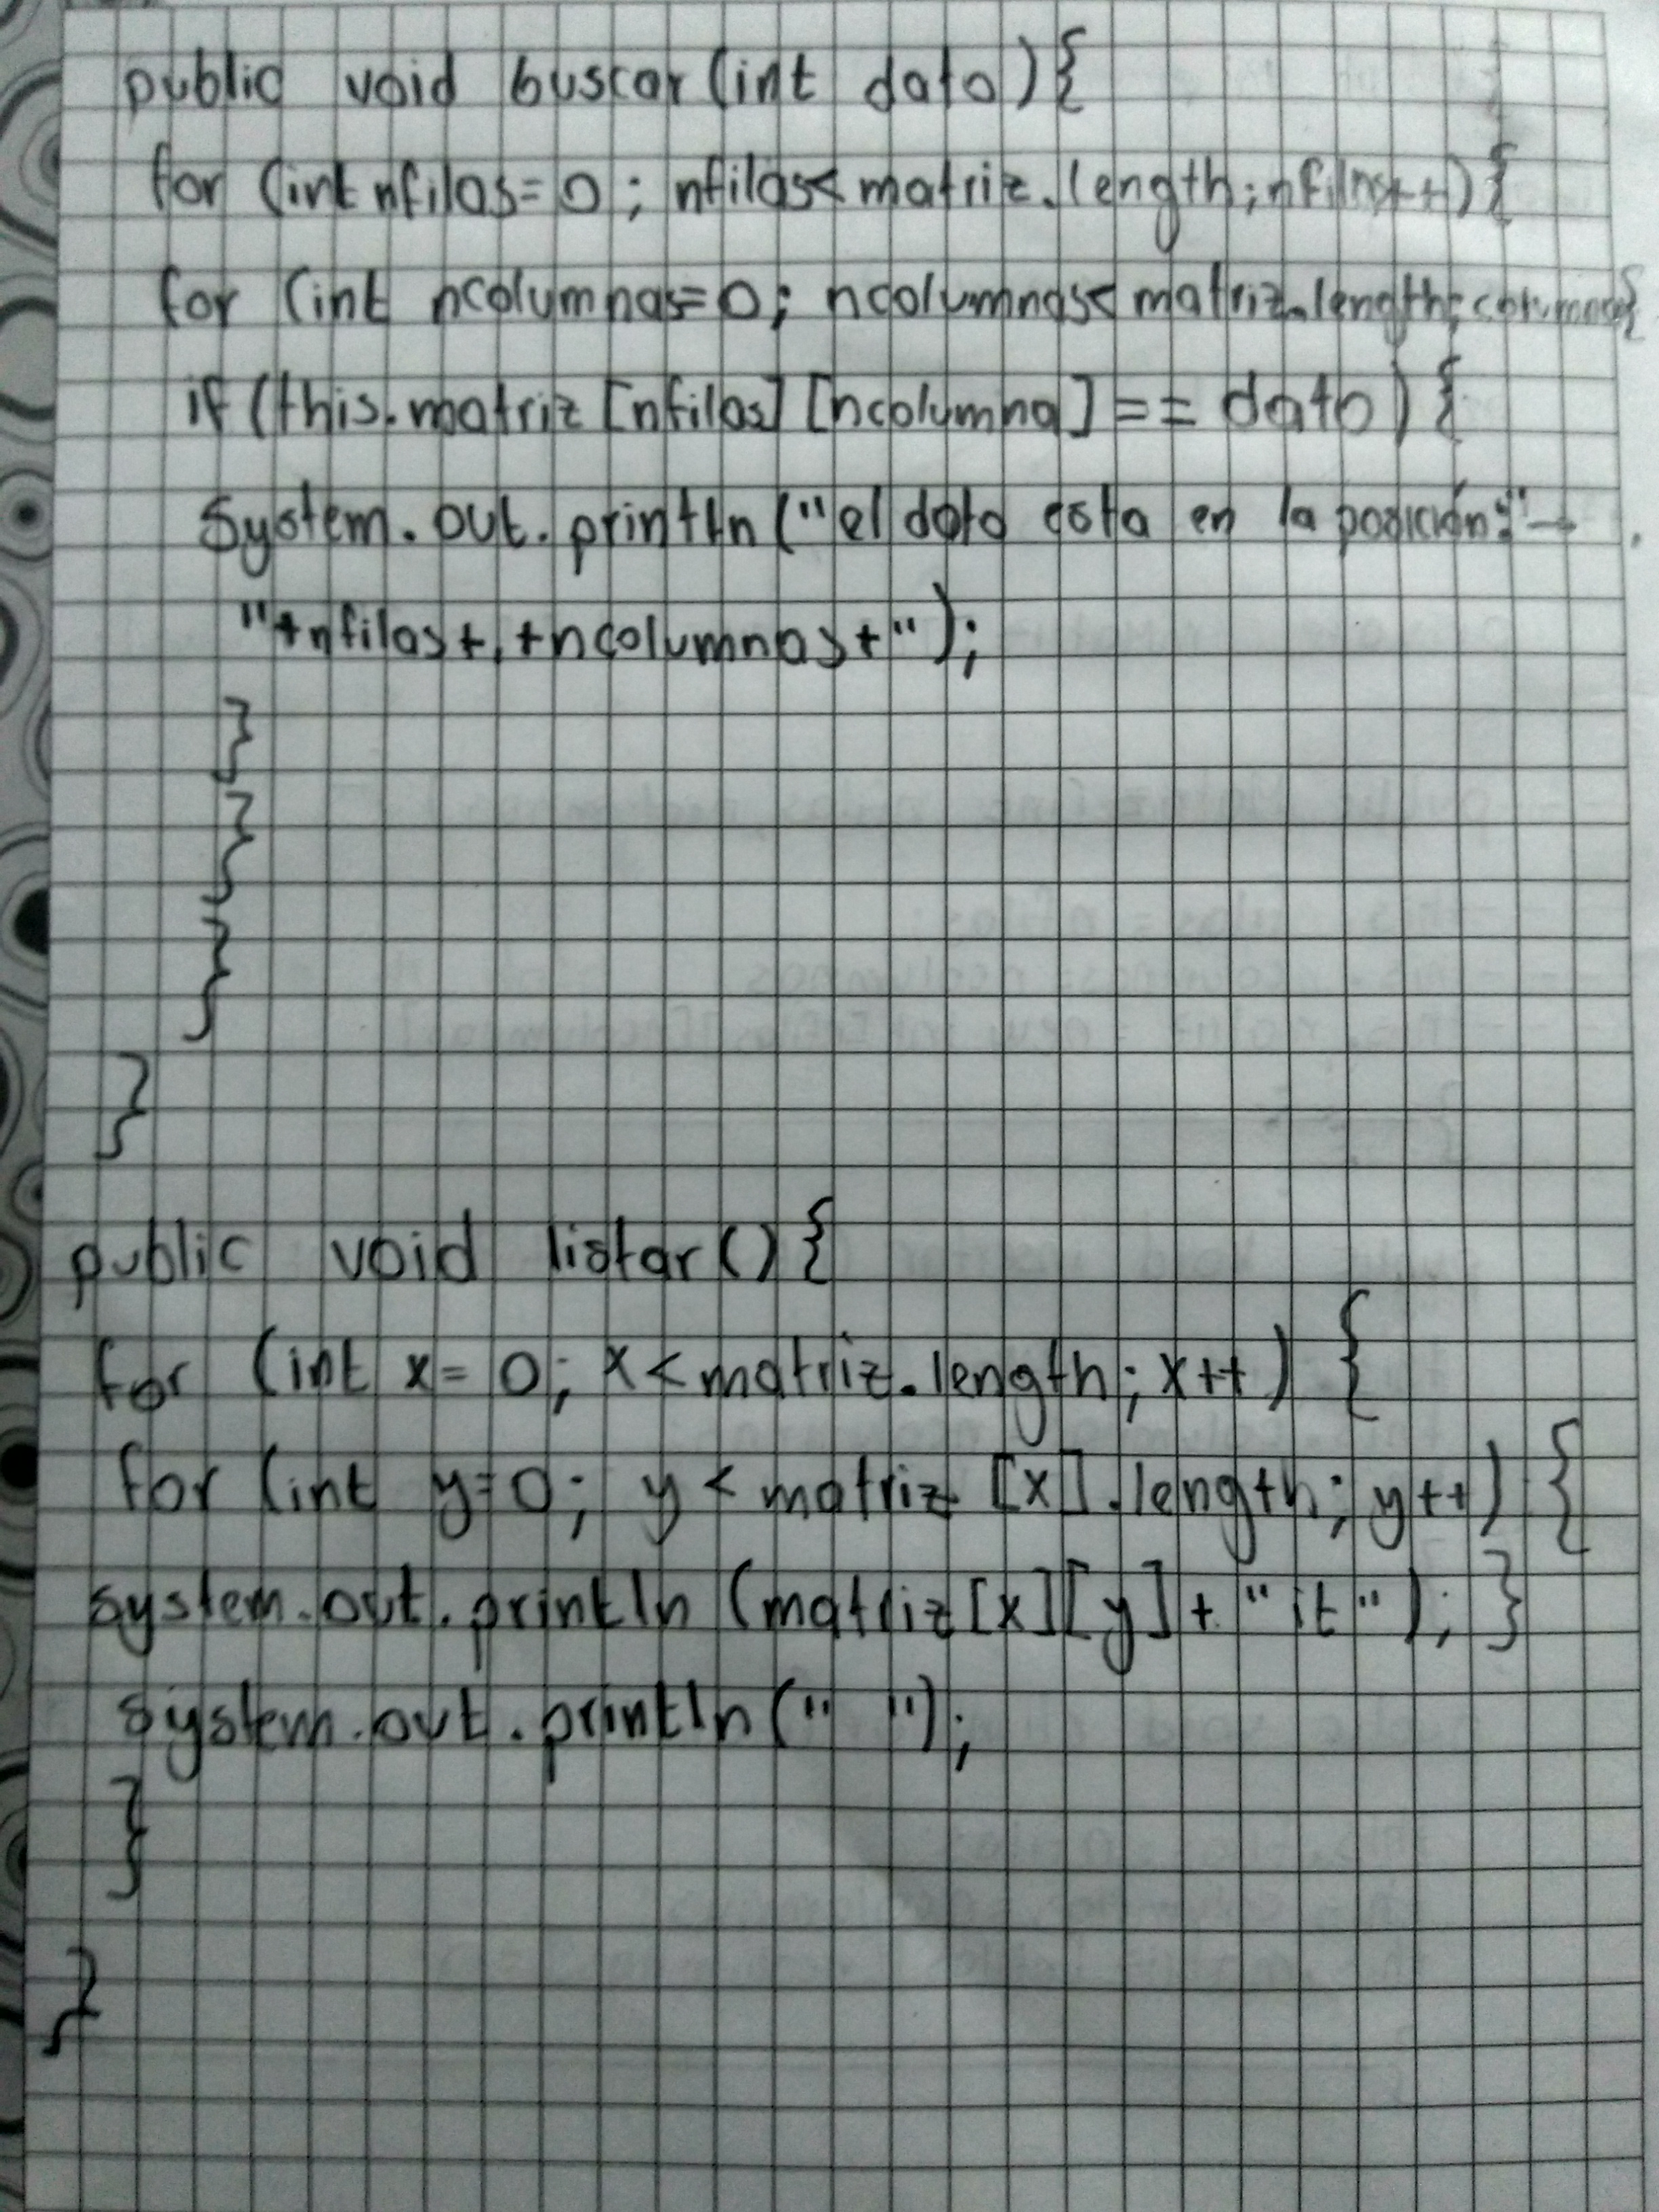 public void buscar (int dato){
for (int nfilas=0; nfilas<matriz.length; nfilas++){
for (int ncolumnas=0; ncolumnas<matriz.length;columnas{
if (this.matriz [nfilas] [ncolumna] == dato) {
System.out.println ("el dato esta en la posición:"→
"+nfilas+,+ncolumnas+");
}
}
}
}
public void listar () {
for (int x= 0; x<matriz.length; x++) {
for (int y=0; y < matriz [x].length; y++) {
system.out.println (matriz[x][y]+ "it"); }
system.out.println (" ");
}
}